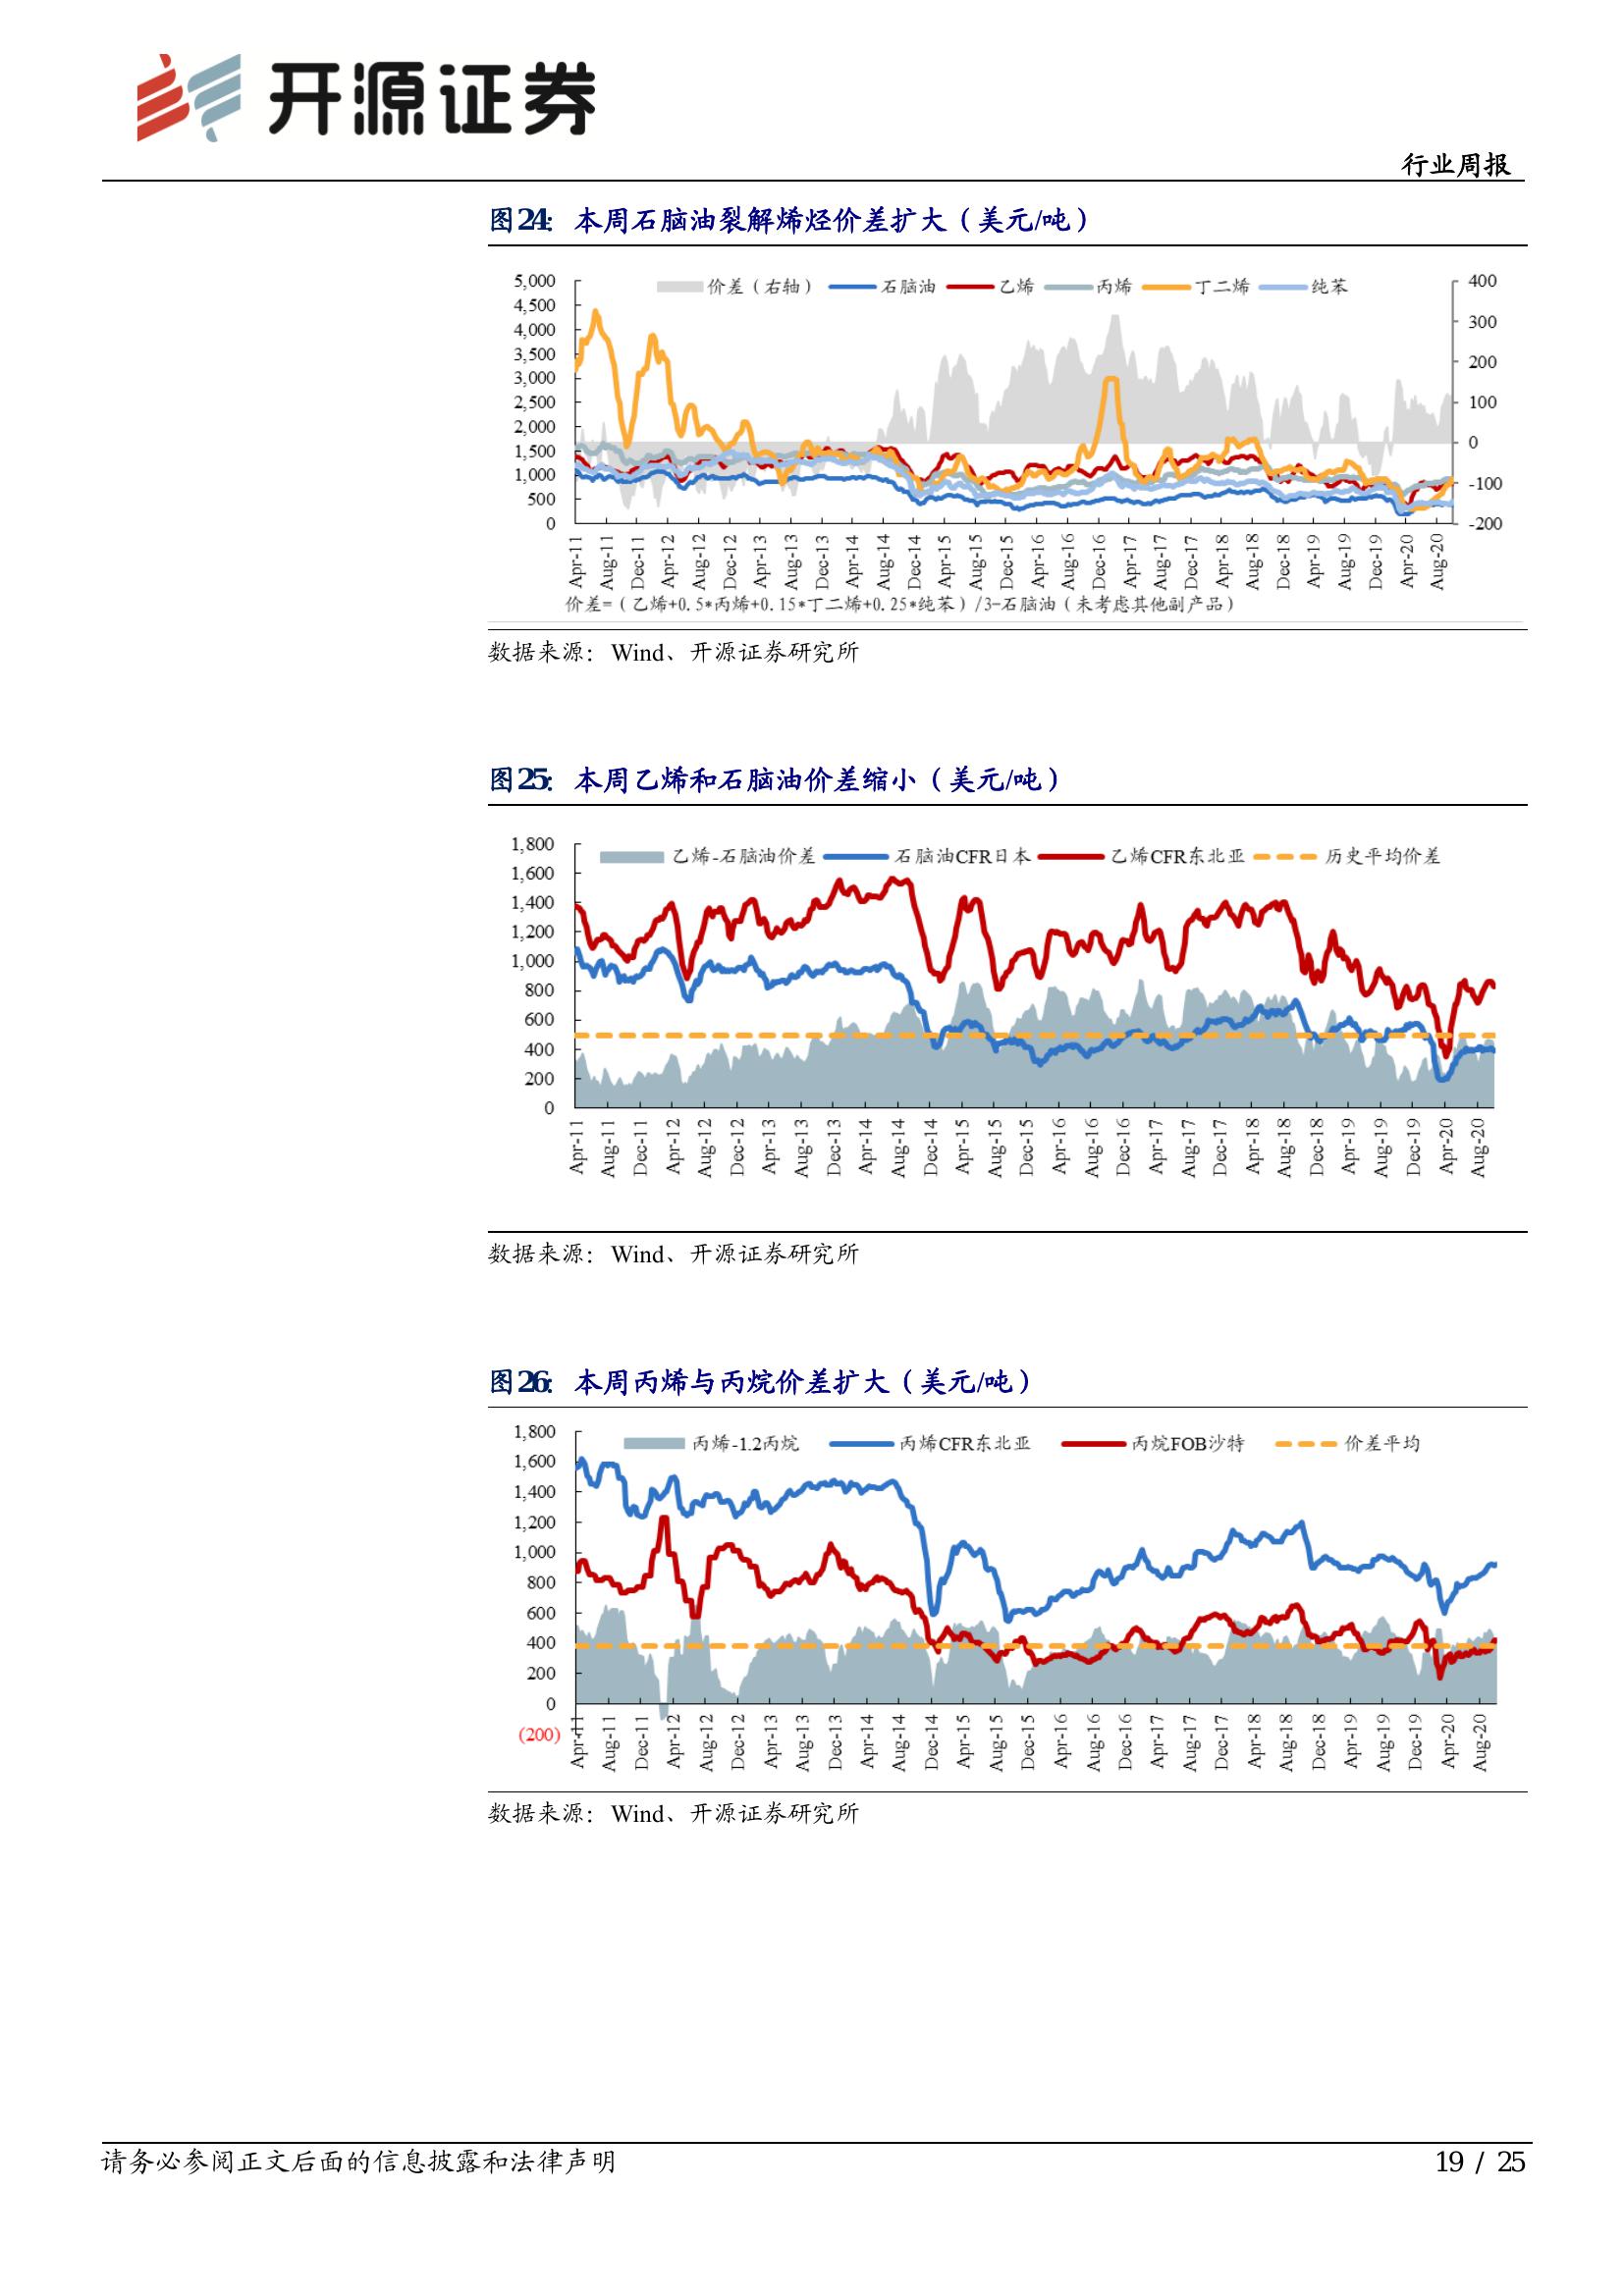 开源证券
行业周报
图24： 本周石脑油裂解烯烃价差扩大（美元/吨）
价差（右轴） 石脑油 乙烯 丙烯 丁二烯 纯苯
5,000
4,500
4,000
3,500
3,000
2,500
2,000
1,500
1,000
500
0
400
300
200
100
0
-100
-200
Apr-11 Aug-11 Dec-11 Apr-12 Aug-12 Dec-12 Apr-13 Aug-13 Dec-13 Apr-14 Aug-14 Dec-14 Apr-15 Aug-15 Dec-15 Apr-16 Aug-16 Dec-16 Apr-17 Aug-17 Dec-17 Apr-18 Aug-18 Dec-18 Apr-19 Aug-19 Dec-19 Apr-20 Aug-20
价差=（乙烯+0.5*丙烯+0.15*丁二烯+0.25*纯苯）/3-石脑油（未考虑其他副产品）
数据来源：Wind、开源证券研究所
图25： 本周乙烯和石脑油价差缩小（美元/吨）
乙烯-石脑油价差 石脑油CFR日本 乙烯CFR东北亚 历史平均价差
1,800
1,600
1,400
1,200
1,000
800
600
400
200
0
Apr-11 Aug-11 Dec-11 Apr-12 Aug-12 Dec-12 Apr-13 Aug-13 Dec-13 Apr-14 Aug-14 Dec-14 Apr-15 Aug-15 Dec-15 Apr-16 Aug-16 Dec-16 Apr-17 Aug-17 Dec-17 Apr-18 Aug-18 Dec-18 Apr-19 Aug-19 Dec-19 Apr-20 Aug-20
数据来源：Wind、开源证券研究所
图26： 本周丙烯与丙烷价差扩大（美元/吨）
丙烯-1.2丙烷 丙烯CFR东北亚 丙烷FOB沙特 价差平均
1,800
1,600
1,400
1,200
1,000
800
600
400
200
0
(200)
Apr-11 Aug-11 Dec-11 Apr-12 Aug-12 Dec-12 Apr-13 Aug-13 Dec-13 Apr-14 Aug-14 Dec-14 Apr-15 Aug-15 Dec-15 Apr-16 Aug-16 Dec-16 Apr-17 Aug-17 Dec-17 Apr-18 Aug-18 Dec-18 Apr-19 Aug-19 Dec-19 Apr-20 Aug-20
数据来源：Wind、开源证券研究所
请务必参阅正文后面的信息披露和法律声明
19 / 25